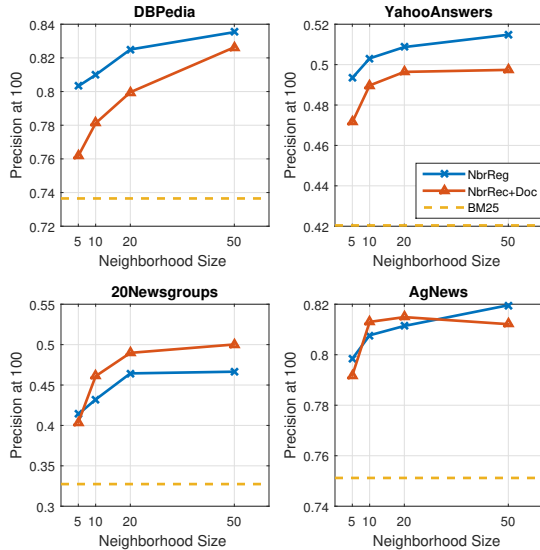 DBPedia
0.84
0.82
0.8
0.78
0.76
0.74
0.72
Precision at 100
5 10 20 50
Neighborhood Size
YahooAnswers
0.52
0.5
0.48
0.46
0.44
0.42
Precision at 100
NbrReg
NbrRec+Doc
BM25
5 10 20 50
Neighborhood Size
20Newsgroups
0.55
0.5
0.45
0.4
0.35
0.3
Precision at 100
5 10 20 50
Neighborhood Size
AgNews
0.82
0.8
0.78
0.76
0.74
Precision at 100
5 10 20 50
Neighborhood Size